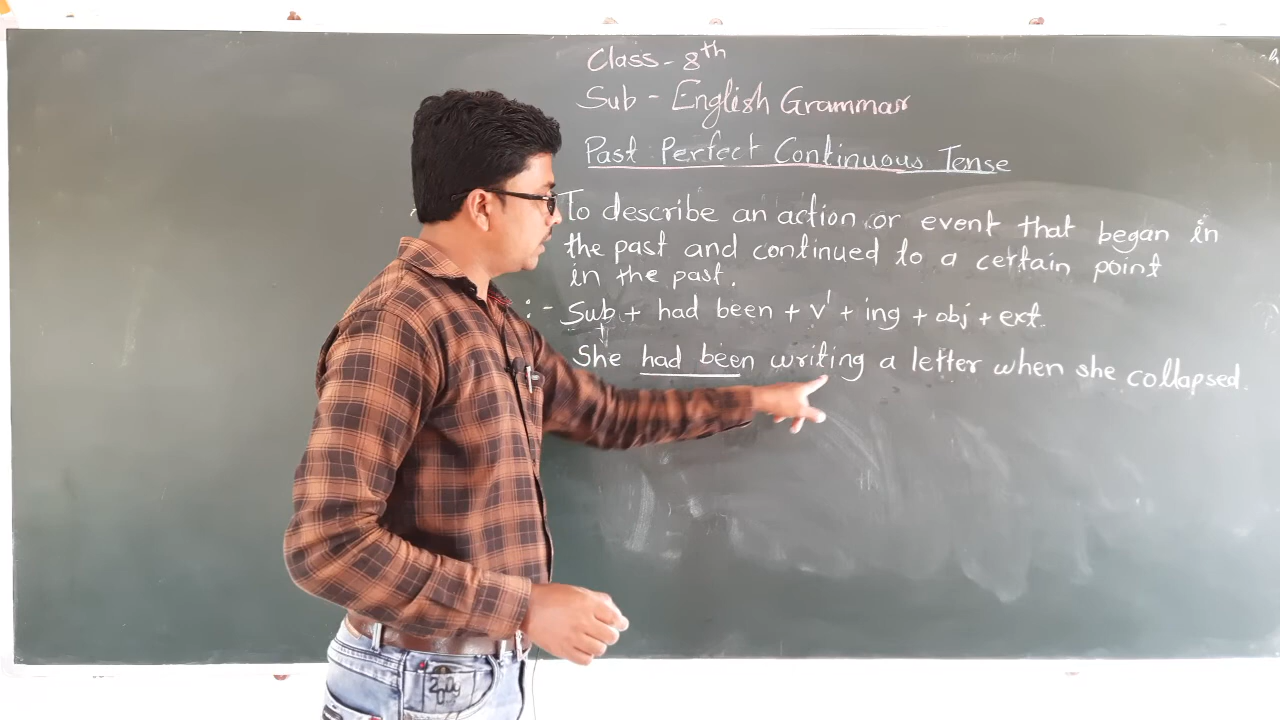 Class - 8th
Sub - English Grammar
Past Perfect Continuous Tense
To describe an action or event that began in
the past and continued to a certain point
in the past.
:- Sub + had been + v' + ing + obj + ext.
She had been writing a letter when she collapsed.